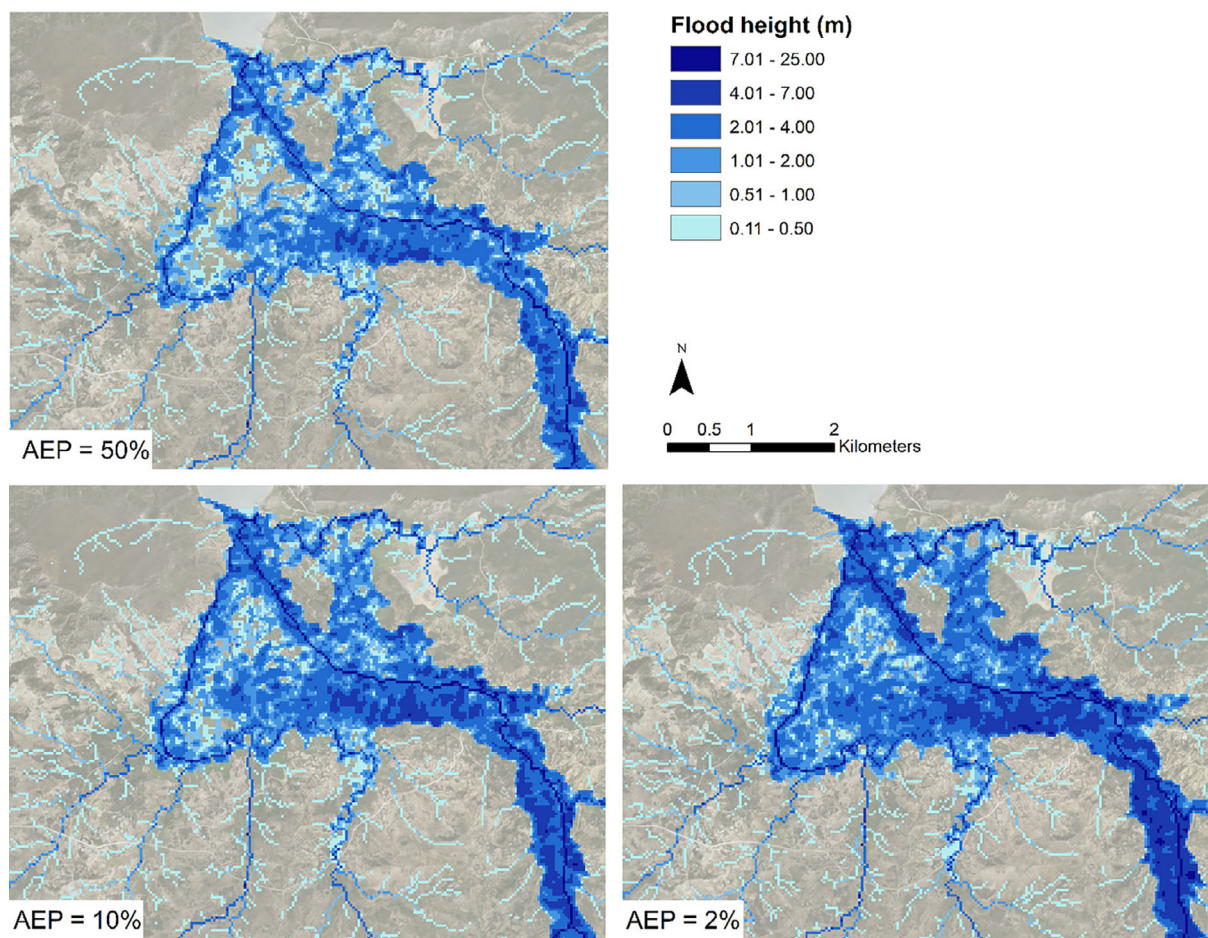 Flood height (m)
7.01 - 25.00
4.01 - 7.00
2.01 - 4.00
1.01 - 2.00
0.51 - 1.00
0.11 - 0.50
N
0 0.5 1 2
Kilometers
AEP = 50%
AEP = 10%
AEP = 2%